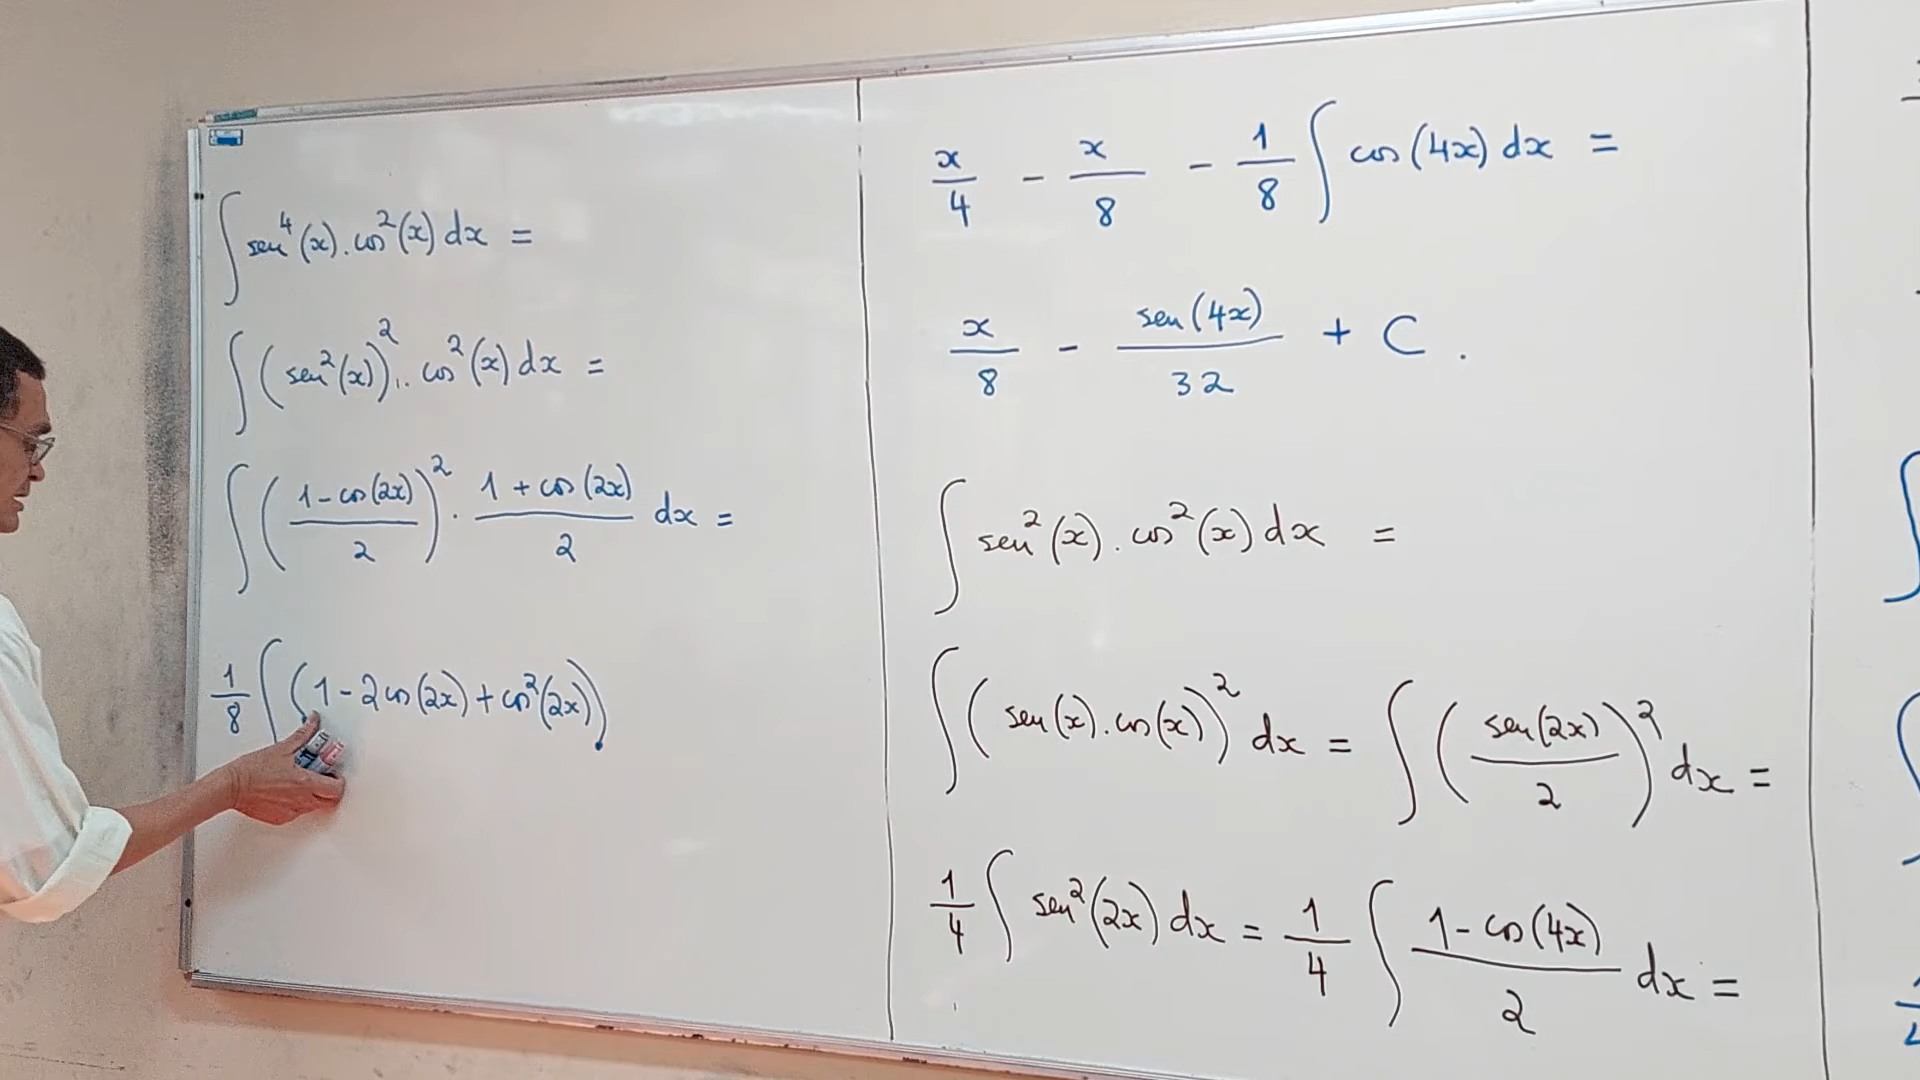 ∫ sen⁴(x) . cos²(x) dx =
∫ (sen²(x))² . cos²(x) dx =
∫ ((1 - cos(2x))/2)² . (1 + cos(2x))/2 dx =
1/8 ∫ (1 - 2cos(2x) + cos²(2x))
x/4 - x/8 - 1/8 ∫ cos(4x) dx =
x/8 - sen(4x)/32 + C .
∫ sen²(x) . cos²(x) dx =
∫ (sen(x) . cos(x))² dx = ∫ (sen(2x)/2)² dx =
1/4 ∫ sen²(2x) dx = 1/4 ∫ (1 - cos(4x))/2 dx =